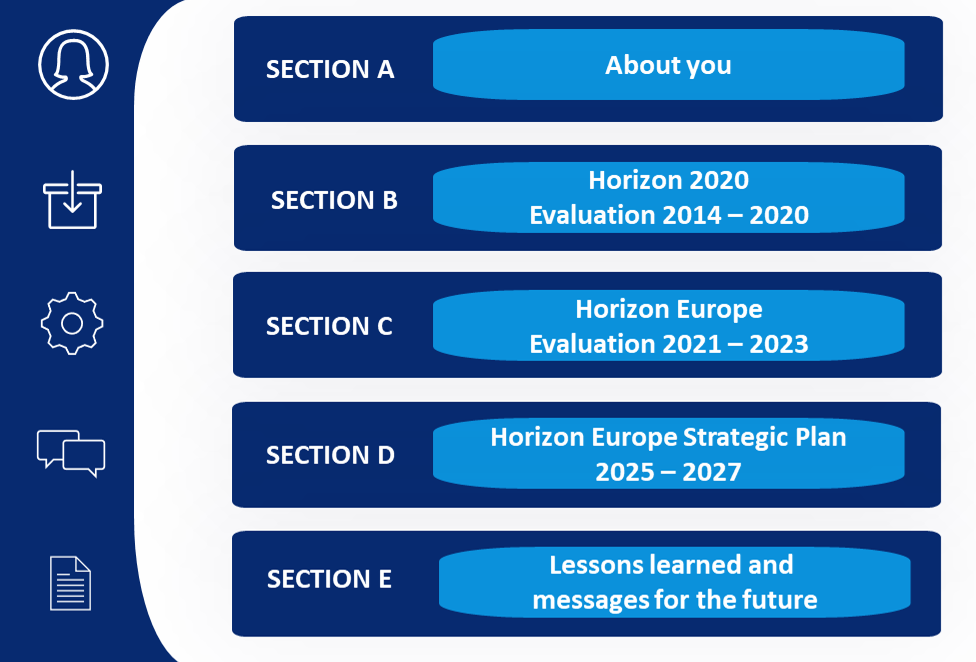 SECTION A
About you
SECTION B
Horizon 2020
Evaluation 2014 – 2020
SECTION C
Horizon Europe
Evaluation 2021 – 2023
SECTION D
Horizon Europe Strategic Plan
2025 – 2027
SECTION E
Lessons learned and
messages for the future